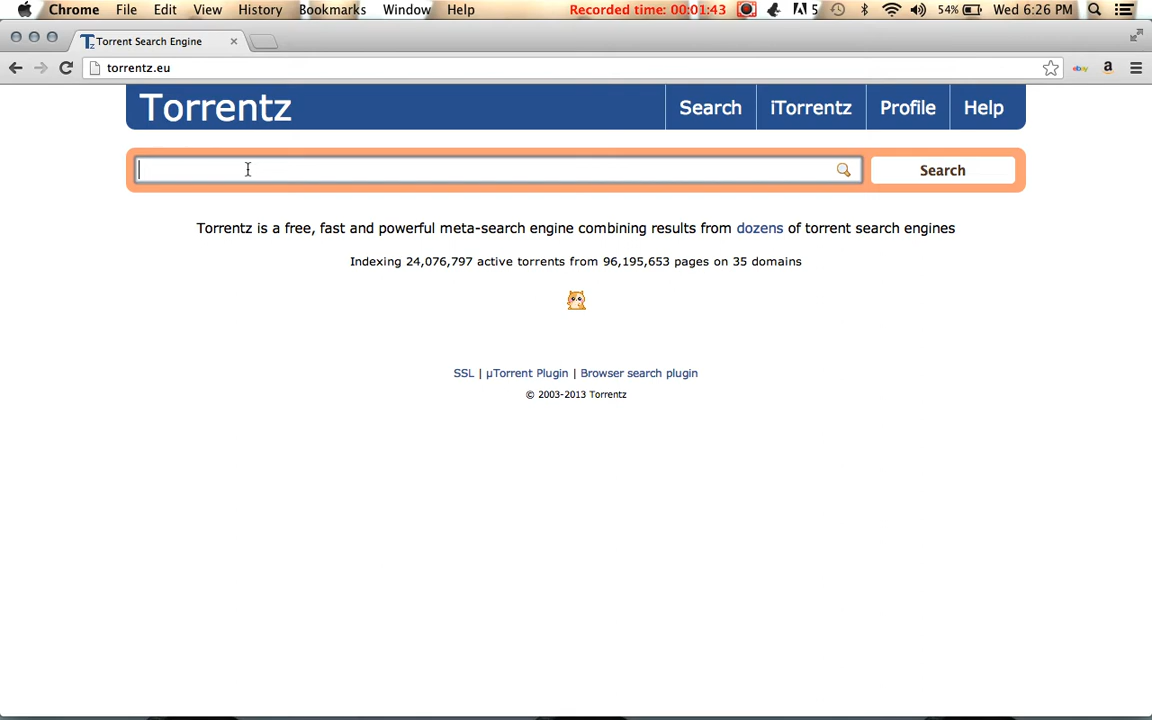 Chrome File Edit View History Bookmarks Window Help Recorded time: 00:01:43 5 54% Wed 6:26 PM
Tz Torrent Search Engine
torrentz.eu ebay a
Torrentz Search iTorrentz Profile Help
Search
Torrentz is a free, fast and powerful meta-search engine combining results from dozens of torrent search engines
Indexing 24,076,797 active torrents from 96,195,653 pages on 35 domains
SSL | µTorrent Plugin | Browser search plugin
© 2003-2013 Torrentz